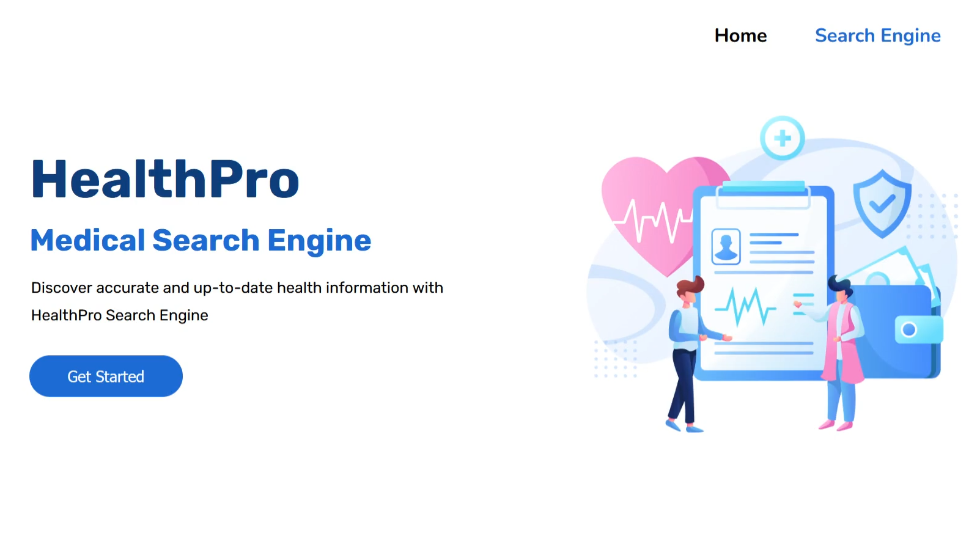 Home
Search Engine
HealthPro
Medical Search Engine
Discover accurate and up-to-date health information with
HealthPro Search Engine
Get Started